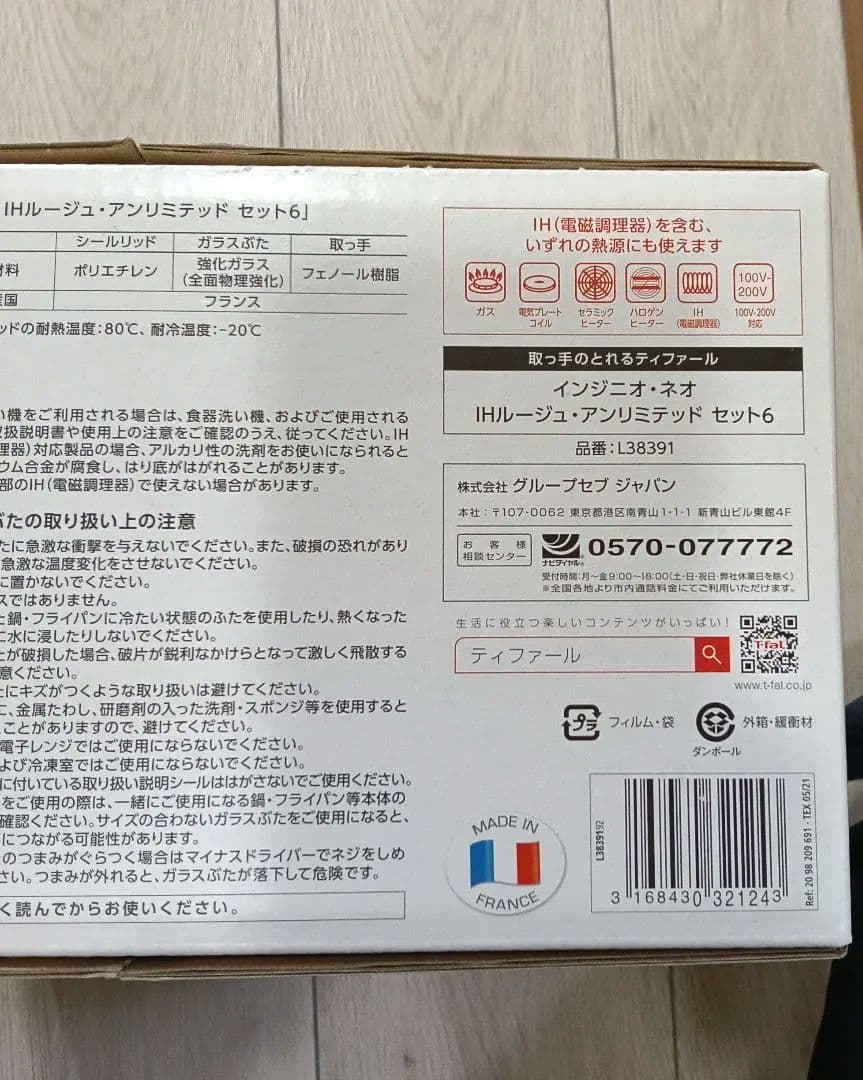 IHルージュ・アンリミテッド セット6」
シールリッド ガラスぶた 取っ手
材料 ポリエチレン 強化ガラス(全面物理強化) フェノール樹脂
産国 フランス
ッドの耐熱温度:80℃、耐冷温度:-20℃
い機をご利用される場合は、食器洗い機、およびご使用される
取扱説明書や使用上の注意をご確認のうえ、従ってください。IH
理器)対応製品の場合、アルカリ性の洗剤をお使いになられると
ウム合金が腐食し、はり底がはがれることがあります。
部のIH(電磁調理器)で使えない場合があります。
ぶたの取り扱い上の注意
たに急激な衝撃を与えないでください。また、破損の恐れがあり
急激な温度変化をさせないでください。
に置かないでください。
スではありません。
た鍋・フライパンに冷たい状態のふたを使用したり、熱くなった
に水に浸したりしないでください。
たが破損した場合、破片が鋭利なかけらとなって激しく飛散する
意ください。
たにキズがつくような取り扱いは避けてください。
に、金属たわし、研磨剤の入った洗剤・スポンジ等を使用すると
ことがありますので、避けてください。
電子レンジではご使用にならないでください。
よび冷凍室ではご使用にならないでください。
に付いている取り扱い説明シールははがさないでご使用ください。
をご使用の際は、一緒にご使用になる鍋・フライパン等本体の
確認ください。サイズの合わないガラスぶたをご使用になると、
につながる可能性があります。
のつまみがぐらつく場合はマイナスドライバーでネジをしめ
さい。つまみが外れると、ガラスぶたが落下して危険です。
く読んでからお使いください。
IH(電磁調理器)を含む、
いずれの熱源にも使えます
100V-200V
ガス 電気プレートコイル セラミックヒーター ハロゲンヒーター IH(電磁調理器) 100V-200V対応
取っ手のとれるティファール
インジニオ・ネオ
IHルージュ・アンリミテッド セット6
品番:L38391
株式会社 グループセブ ジャパン
本社:〒107-0062 東京都港区南青山1-1-1 新青山ビル東館4F
お客様相談センター ナビダイヤル® 0570-077772
受付時間:月〜金9:00〜18:00(土・日・祝日・弊社休業日を除く)
※全国各地より市内通話料金にてご利用いただけます。
生活に役立つ楽しいコンテンツがいっぱい!
ティファール
T-fal
www.t-fal.co.jp
プラ フィルム・袋 外箱・緩衝材
ダンボール
MADE IN
FRANCE
L3839192
3 168430 321243
Ref: 20 98 209 691 - TEX 05/21